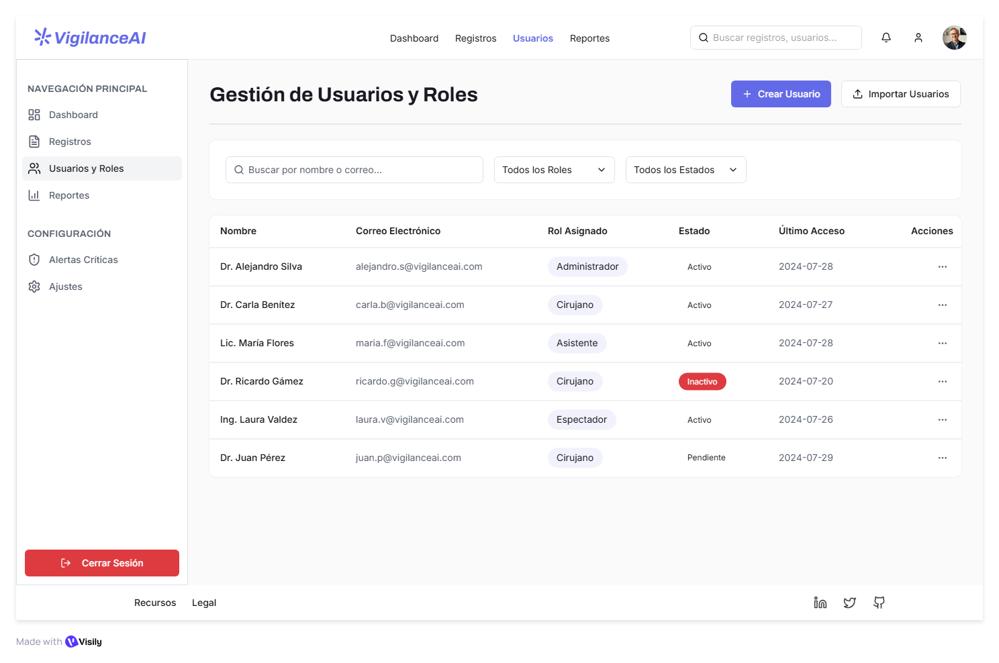 VigilanceAI
Dashboard Registros Usuarios Reportes
Buscar registros, usuarios...
NAVEGACIÓN PRINCIPAL
Dashboard
Registros
Usuarios y Roles
Reportes
CONFIGURACIÓN
Alertas Críticas
Ajustes
Cerrar Sesión
Gestión de Usuarios y Roles
Crear Usuario
Importar Usuarios
Buscar por nombre o correo...
Todos los Roles
Todos los Estados
Nombre Correo Electrónico Rol Asignado Estado Último Acceso Acciones
Dr. Alejandro Silva alejandro.s@vigilanceai.com Administrador Activo 2024-07-28
Dr. Carla Benítez carla.b@vigilanceai.com Cirujano Activo 2024-07-27
Lic. María Flores maria.f@vigilanceai.com Asistente Activo 2024-07-28
Dr. Ricardo Gámez ricardo.g@vigilanceai.com Cirujano Inactivo 2024-07-20
Ing. Laura Valdez laura.v@vigilanceai.com Espectador Activo 2024-07-26
Dr. Juan Pérez juan.p@vigilanceai.com Cirujano Pendiente 2024-07-29
Recursos Legal
Made with Visily